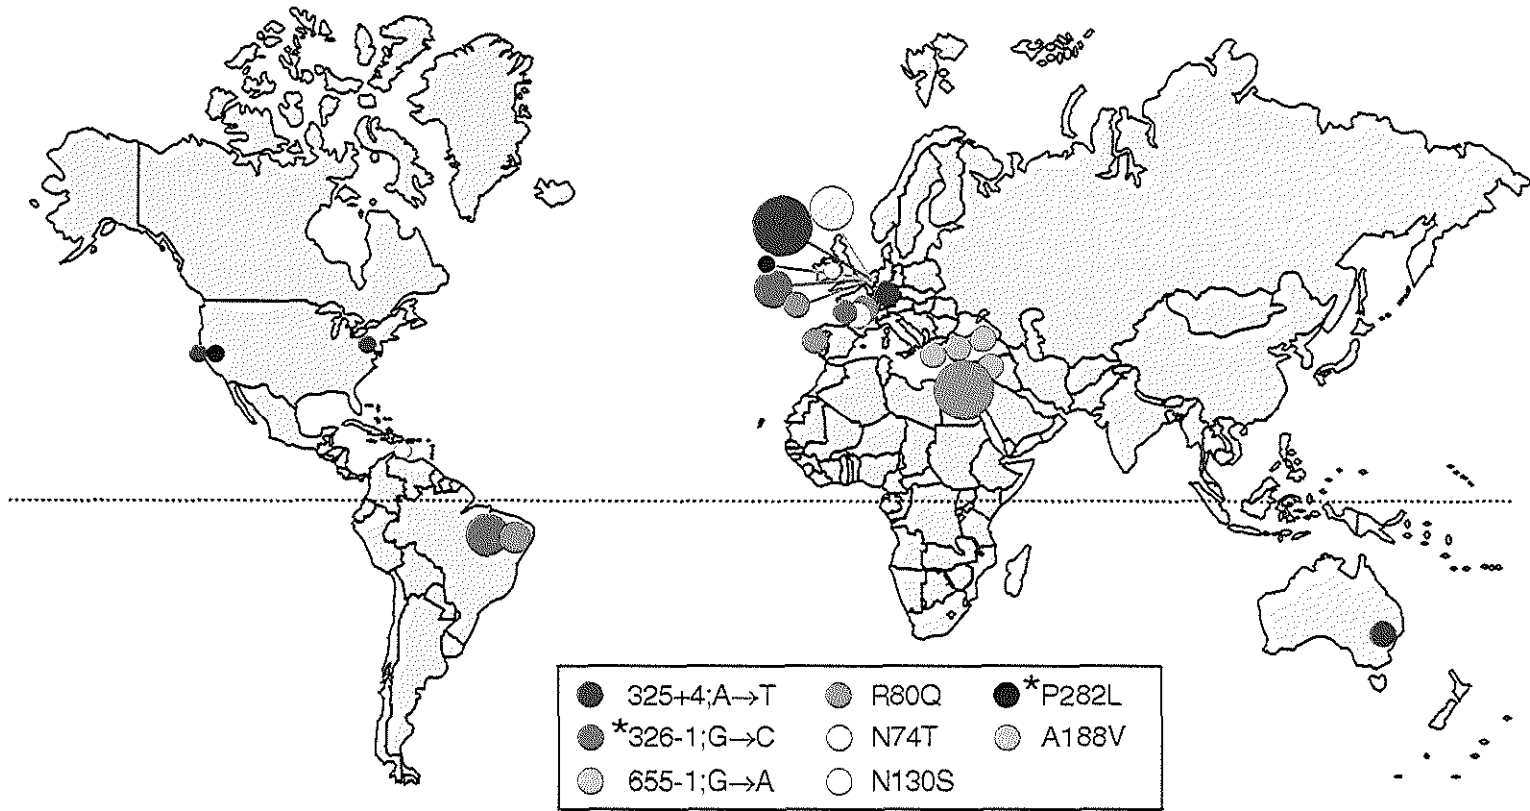 325+4;A→T R80Q *P282L
*326-1;G→C N74T A188V
655-1;G→A N130S